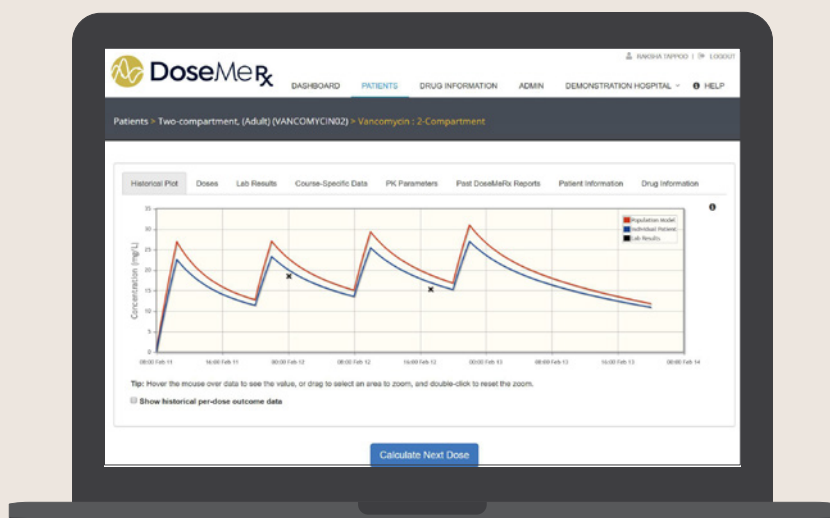 RAKSHA TAPPOO | LOGOUT
DoseMeRx
DASHBOARD PATIENTS DRUG INFORMATION ADMIN DEMONSTRATION HOSPITAL HELP
Patients > Two-compartment, (Adult) (VANCOMYCIN02) > Vancomycin : 2-Compartment
Historical Plot Doses Lab Results Course-Specific Data PK Parameters Past DoseMeRx Reports Patient Information Drug Information
Concentration (mg/L)
35
30
25
20
15
10
5
0
Population Model
Individual Patient
Lab Results
08:00 Feb 11 16:00 Feb 11 00:00 Feb 12 08:00 Feb 12 16:00 Feb 12 00:00 Feb 13 08:00 Feb 13 16:00 Feb 13 00:00 Feb 14
Tip: Hover the mouse over data to see the value, or drag to select an area to zoom, and double-click to reset the zoom.
Show historical per-dose outcome data
Calculate Next Dose